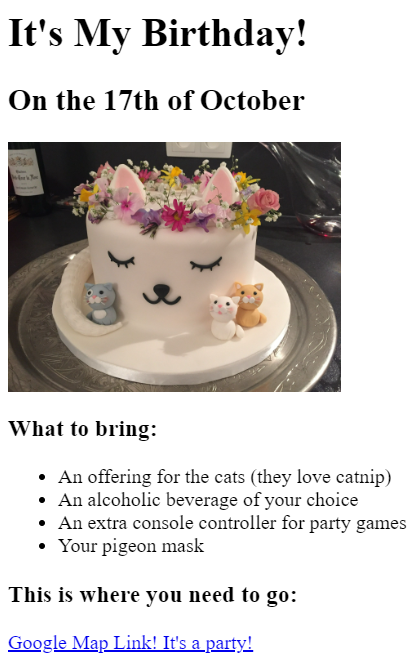 It's My Birthday!
On the 17th of October
What to bring:
An offering for the cats (they love catnip)
An alcoholic beverage of your choice
An extra console controller for party games
Your pigeon mask
This is where you need to go:
Google Map Link! It's a party!